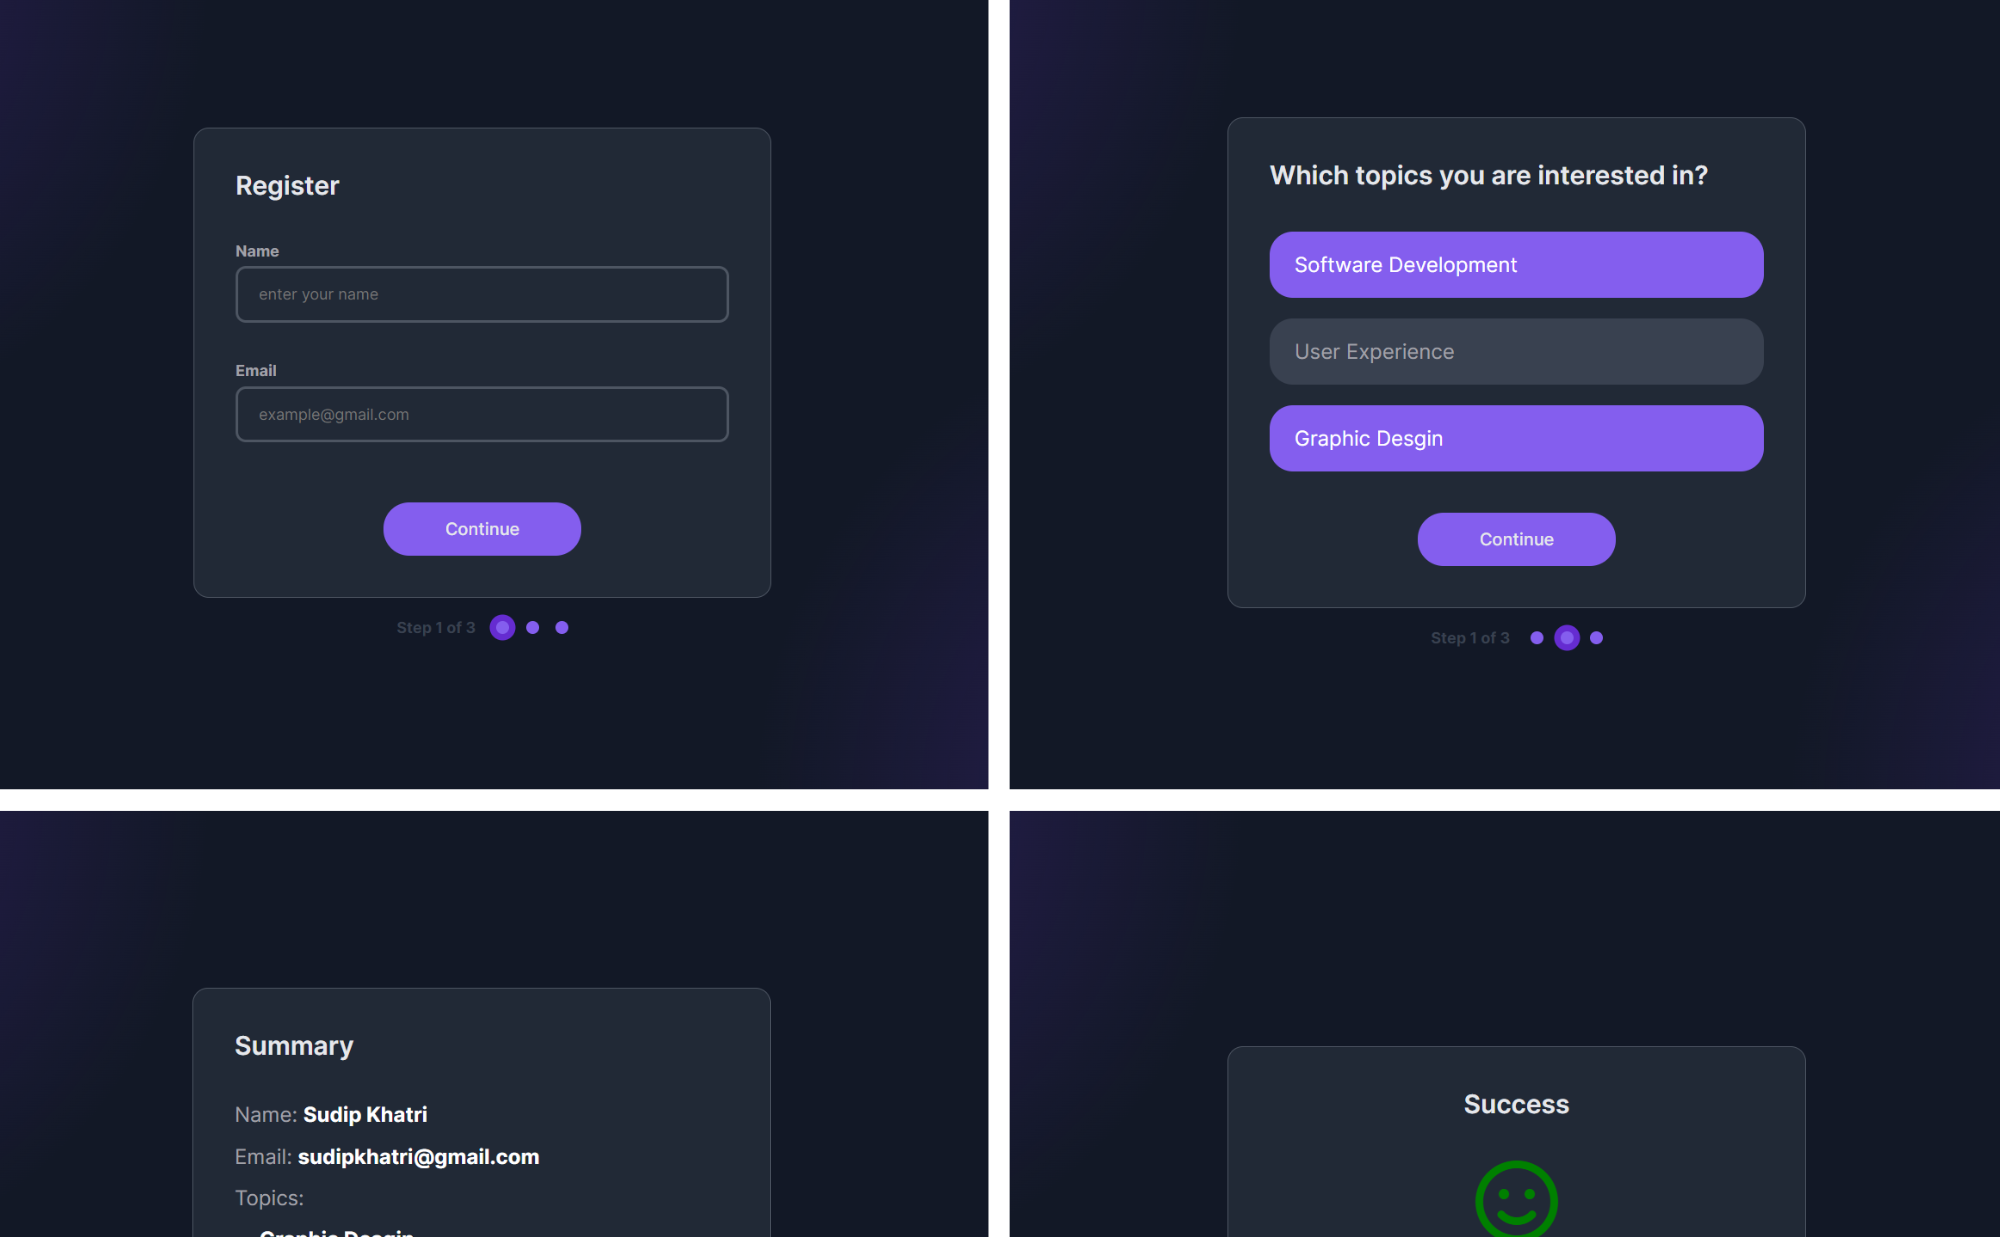 Register
Name
enter your name
Email
example@gmail.com
Continue
Step 1 of 3
Which topics you are interested in?
Software Development
User Experience
Graphic Desgin
Continue
Step 1 of 3
Summary
Name: Sudip Khatri
Email: sudipkhatri@gmail.com
Topics:
Graphic Desgin
Success